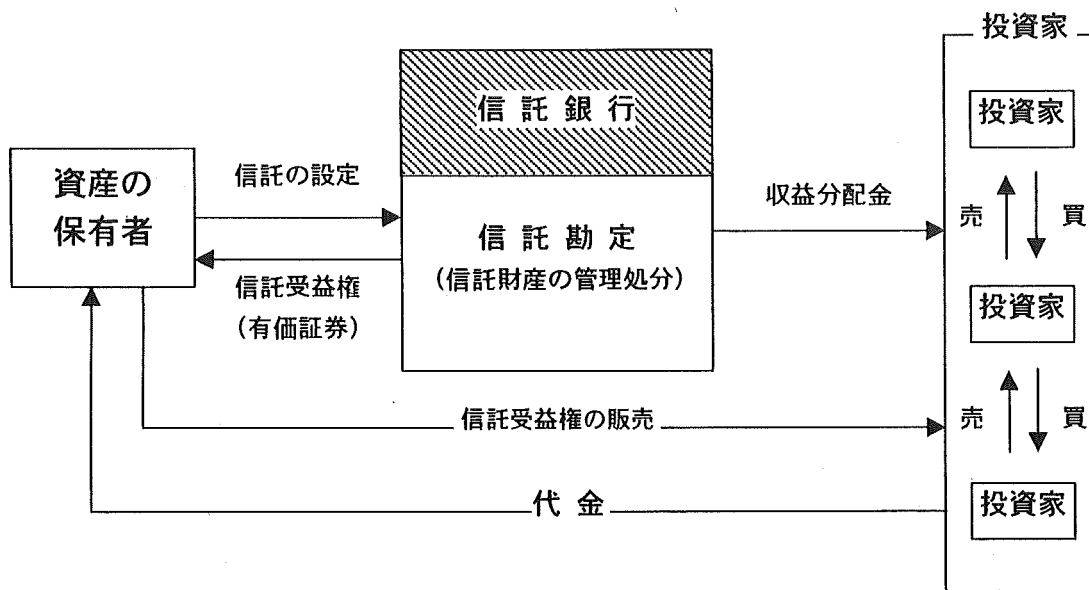 投資家
信託銀行
投資家
資産の
保有者
信託の設定
収益分配金
売
買
信託勘定
(信託財産の管理処分)
信託受益権
(有価証券)
投資家
信託受益権の販売
売
買
代金
投資家